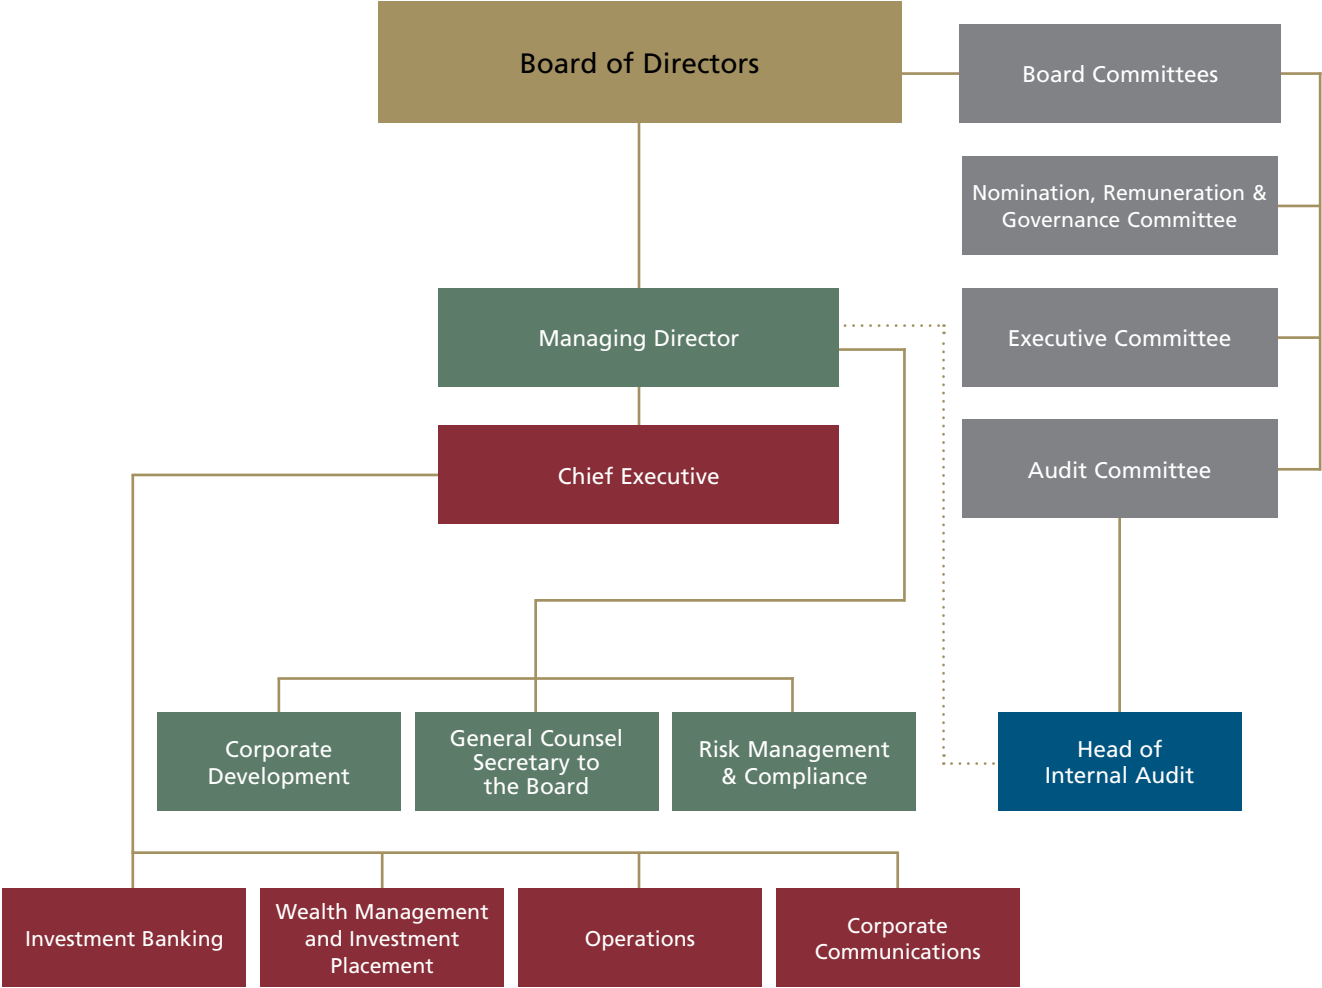 Board of Directors
Board Committees
Nomination, Remuneration &
Governance Committee
Managing Director
Executive Committee
Chief Executive
Audit Committee
Corporate
Development
General Counsel
Secretary to
the Board
Risk Management
& Compliance
Head of
Internal Audit
Investment Banking
Wealth Management
and Investment
Placement
Operations
Corporate
Communications